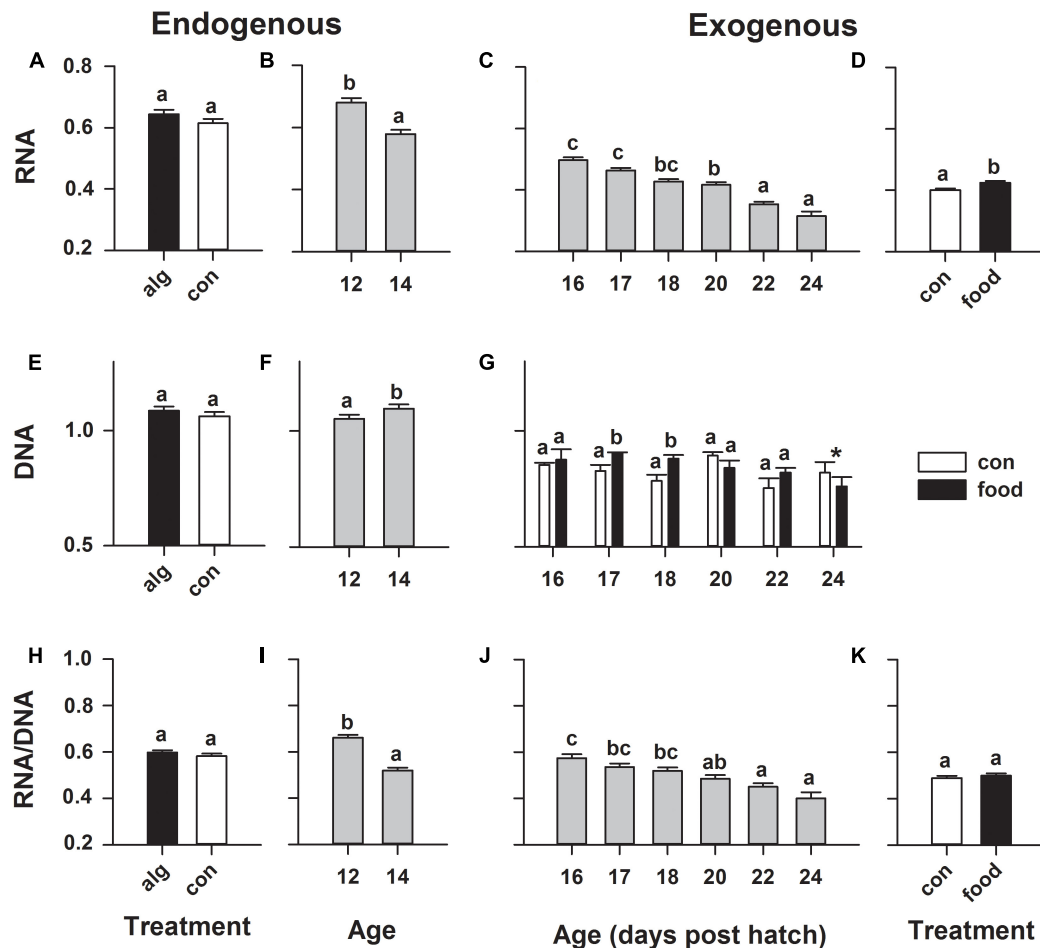 Endogenous Exogenous
A B C D
RNA
0.8
0.6
0.4
0.2
a a
b a
c c bc b a a
a b
alg con
12 14
16 17 18 20 22 24
con food
E F G
DNA
1.0
0.5
a a
a b
a a a b a b a a a a *
con
food
alg con
12 14
16 17 18 20 22 24
H I J K
RNA/DNA
1.0
0.8
0.6
0.4
0.2
a a
b a
c bc bc ab a a
a a
alg con
12 14
16 17 18 20 22 24
con food
Treatment Age Age (days post hatch) Treatment